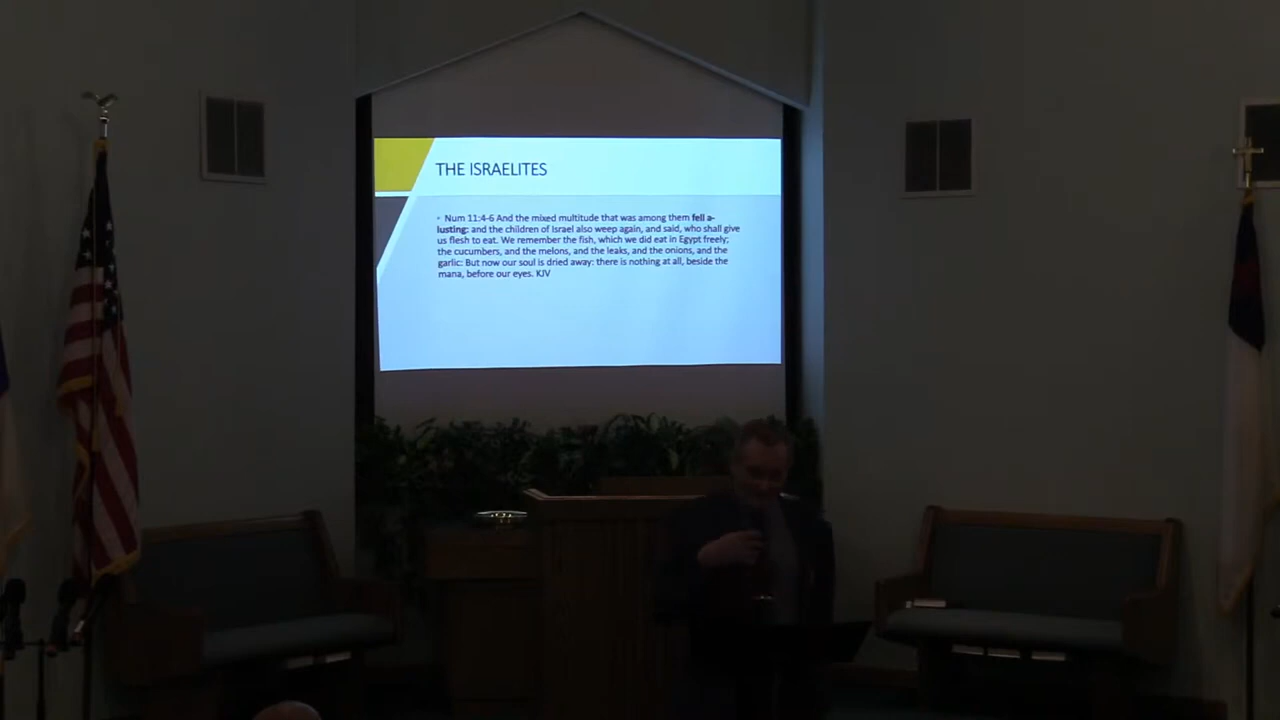 THE ISRAELITES
• Num 11:4-6 And the mixed multitude that was among them fell a-
lusting: and the children of Israel also weep again, and said, who shall give
us flesh to eat. We remember the fish, which we did eat in Egypt freely;
the cucumbers, and the melons, and the leaks, and the onions, and the
garlic: But now our soul is dried away: there is nothing at all, beside the
mana, before our eyes. KJV